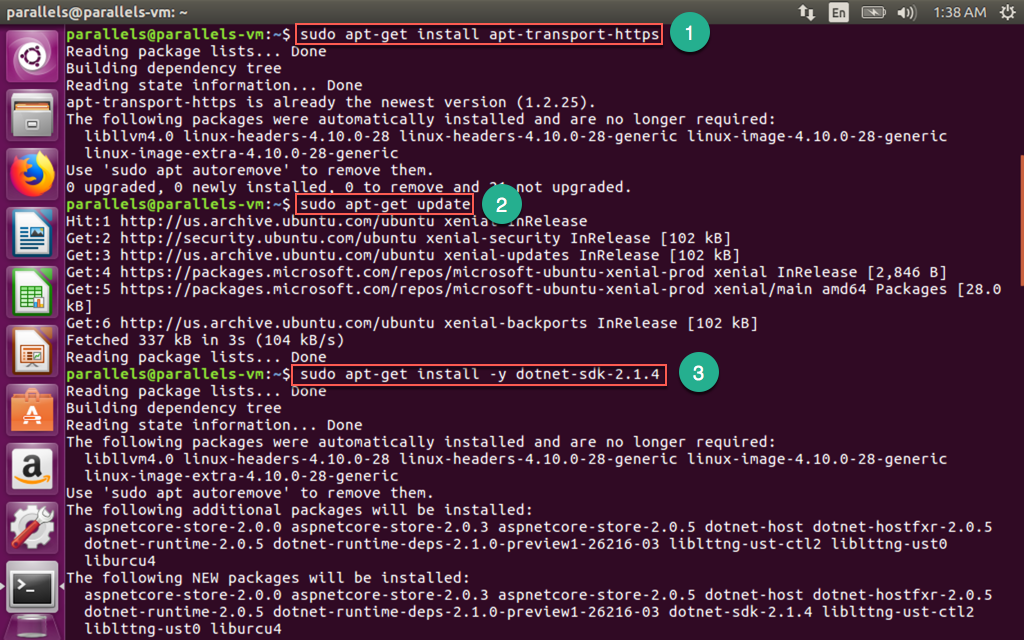 parallels@parallels-vm: ~
En
1:38 AM
parallels@parallels-vm:~$ sudo apt-get install apt-transport-https
1
Reading package lists... Done
Building dependency tree
Reading state information... Done
apt-transport-https is already the newest version (1.2.25).
The following packages were automatically installed and are no longer required:
libllvm4.0 linux-headers-4.10.0-28 linux-headers-4.10.0-28-generic linux-image-4.10.0-28-generic
linux-image-extra-4.10.0-28-generic
Use 'sudo apt autoremove' to remove them.
0 upgraded, 0 newly installed, 0 to remove and not upgraded.
parallels@parallels-vm:~$ sudo apt-get update
2
Hit:1 http://us.archive.ubuntu.com/ubuntu xenial InRelease
Get:2 http://security.ubuntu.com/ubuntu xenial-security InRelease [102 kB]
Get:3 http://us.archive.ubuntu.com/ubuntu xenial-updates InRelease [102 kB]
Get:4 https://packages.microsoft.com/repos/microsoft-ubuntu-xenial-prod xenial InRelease [2,846 B]
Get:5 https://packages.microsoft.com/repos/microsoft-ubuntu-xenial-prod xenial/main amd64 Packages [28.0
kB]
Get:6 http://us.archive.ubuntu.com/ubuntu xenial-backports InRelease [102 kB]
Fetched 337 kB in 3s (104 kB/s)
Reading package lists... Done
parallels@parallels-vm:~$ sudo apt-get install -y dotnet-sdk-2.1.4
3
Reading package lists... Done
Building dependency tree
Reading state information... Done
The following packages were automatically installed and are no longer required:
libllvm4.0 linux-headers-4.10.0-28 linux-headers-4.10.0-28-generic linux-image-4.10.0-28-generic
linux-image-extra-4.10.0-28-generic
Use 'sudo apt autoremove' to remove them.
The following additional packages will be installed:
aspnetcore-store-2.0.0 aspnetcore-store-2.0.3 aspnetcore-store-2.0.5 dotnet-host dotnet-hostfxr-2.0.5
dotnet-runtime-2.0.5 dotnet-runtime-deps-2.1.0-preview1-26216-03 liblttng-ust-ctl2 liblttng-ust0
liburcu4
The following NEW packages will be installed:
aspnetcore-store-2.0.0 aspnetcore-store-2.0.3 aspnetcore-store-2.0.5 dotnet-host dotnet-hostfxr-2.0.5
dotnet-runtime-2.0.5 dotnet-runtime-deps-2.1.0-preview1-26216-03 dotnet-sdk-2.1.4 liblttng-ust-ctl2
liblttng-ust0 liburcu4